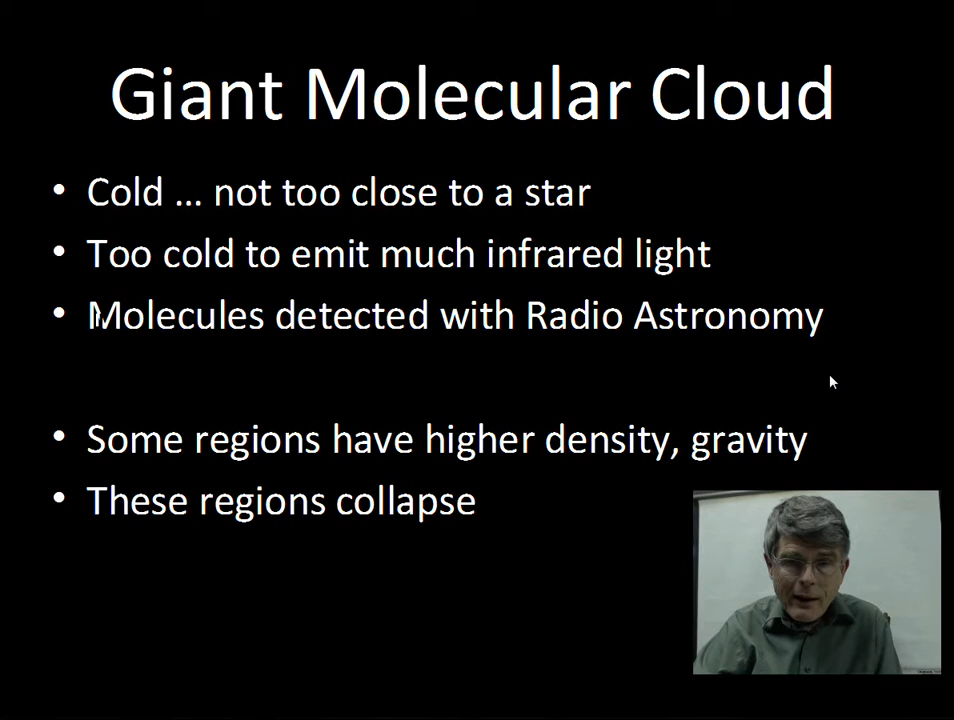 Giant Molecular Cloud
• Cold ... not too close to a star
• Too cold to emit much infrared light
• Molecules detected with Radio Astronomy
• Some regions have higher density, gravity
• These regions collapse